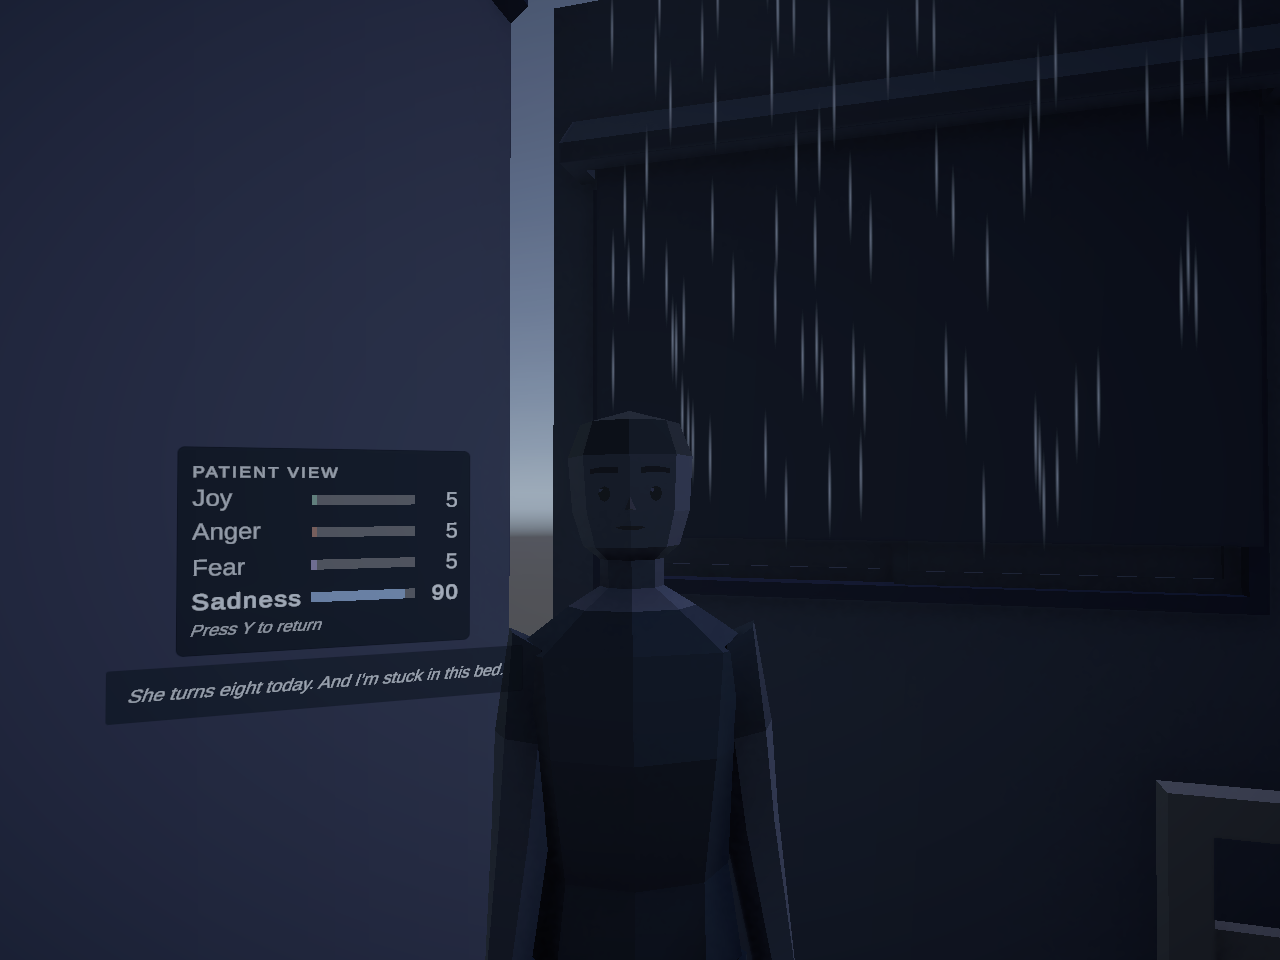 PATIENT VIEW
Joy 5
Anger 5
Fear 5
Sadness 90
Press Y to return
She turns eight today. And I'm stuck in this bed.